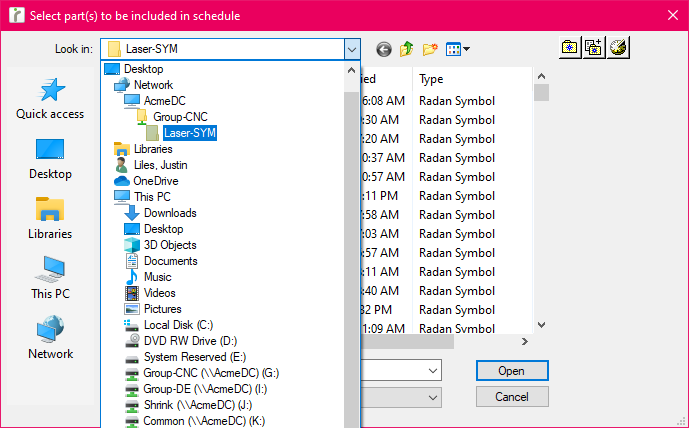 Select part(s) to be included in schedule
Look in:
Laser-SYM
Quick access
Desktop
Libraries
This PC
Network
Desktop
Network
AcmeDC
Group-CNC
Laser-SYM
Libraries
Liles, Justin
OneDrive
This PC
Downloads
Desktop
3D Objects
Documents
Music
Videos
Pictures
Local Disk (C:)
DVD RW Drive (D:)
System Reserved (E:)
Group-CNC (\\AcmeDC) (G:)
Group-DE (\\AcmeDC) (I:)
Shrink (\\AcmeDC) (J:)
Common (\\AcmeDC) (K:)
ied Type
6:08 AM Radan Symbol
:30 AM Radan Symbol
:20 AM Radan Symbol
0:37 AM Radan Symbol
0:57 AM Radan Symbol
:11 PM Radan Symbol
:58 AM Radan Symbol
:03 AM Radan Symbol
:57 AM Radan Symbol
:11 AM Radan Symbol
:40 AM Radan Symbol
32 PM Radan Symbol
1:09 AM Radan Symbol
Open
Cancel